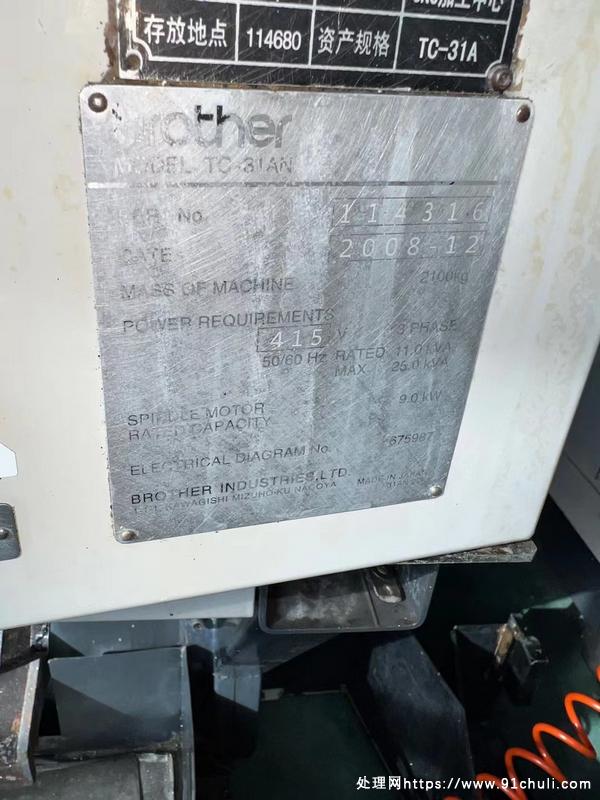 存放地点 114680 资产规格 TC-31A
brother
MODEL TC-31AN
No. 114316
DATE 2008-12
MASS OF MACHINE 2100kg
POWER REQUIREMENTS
415 V 3 PHASE
50/60 Hz RATED 11.0 kVA
MAX. 25.0 kVA
SPINDLE MOTOR 9.0 kW
RATED CAPACITY
ELECTRICAL DIAGRAM No. 675987
BROTHER INDUSTRIES, LTD.
KAWAGISHI MIZUHO-KU NAGOYA MADE IN JAPAN
处理网https://www.91chuli.com/